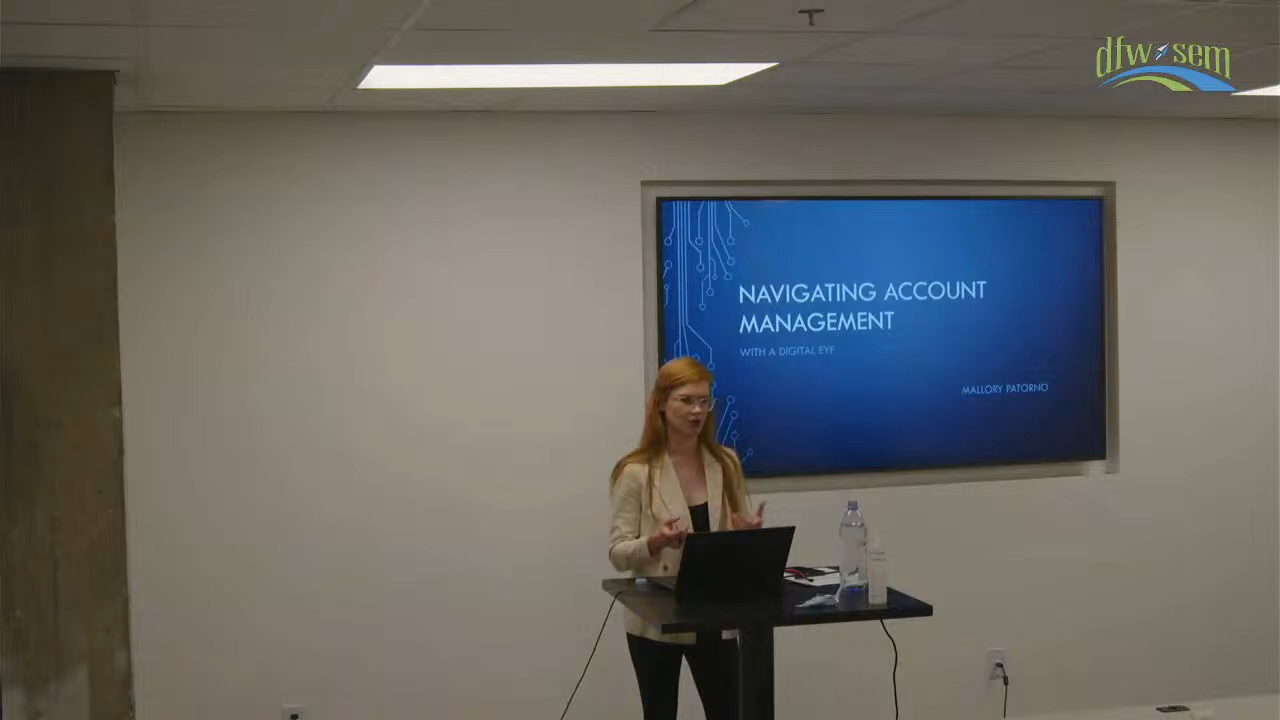 dfw sem
NAVIGATING ACCOUNT
MANAGEMENT
WITH A DIGITAL EYE
MALLORY PATORNO